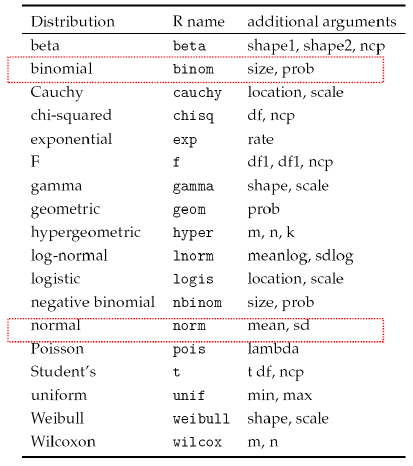 Distribution R name additional arguments
beta beta shape1, shape2, ncp
binomial binom size, prob
Cauchy cauchy location, scale
chi-squared chisq df, ncp
exponential exp rate
F f df1, df1, ncp
gamma gamma shape, scale
geometric geom prob
hypergeometric hyper m, n, k
log-normal lnorm meanlog, sdlog
logistic logis location, scale
negative binomial nbinom size, prob
normal norm mean, sd
Poisson pois lambda
Student's t t df, ncp
uniform unif min, max
Weibull weibull shape, scale
Wilcoxon wilcox m, n